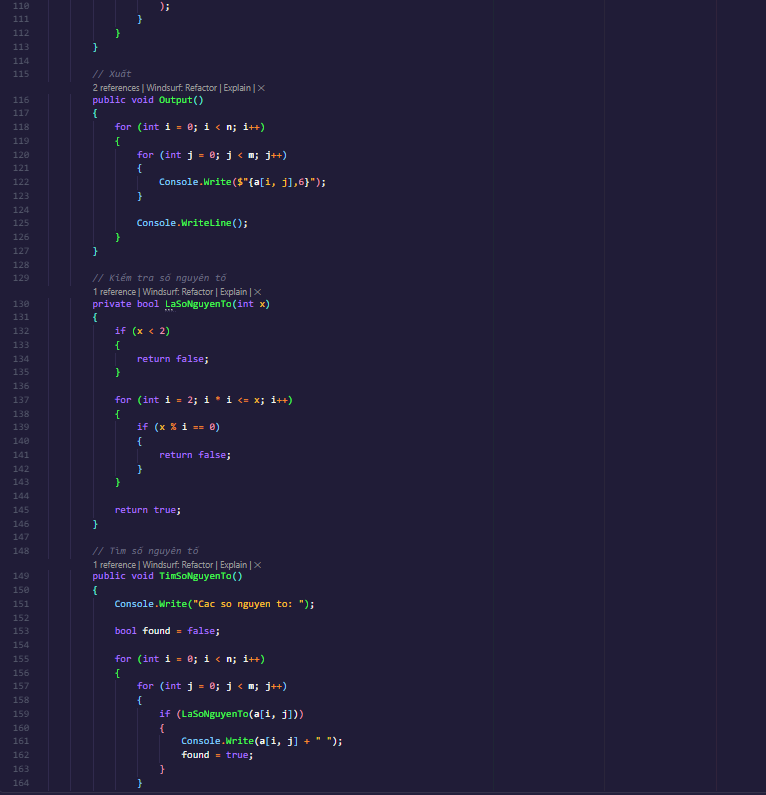 110 );
111 }
112 }
113 }
114
115 // Xuất
2 references | Windsurf: Refactor | Explain | ×
116 public void Output()
117 {
118 for (int i = 0; i < n; i++)
119 {
120 for (int j = 0; j < m; j++)
121 {
122 Console.Write($"{a[i, j],6}");
123 }
124
125 Console.WriteLine();
126 }
127 }
128
129 // Kiểm tra số nguyên tố
1 reference | Windsurf: Refactor | Explain | ×
130 private bool LaSoNguyenTo(int x)
131 {
132 if (x < 2)
133 {
134 return false;
135 }
136
137 for (int i = 2; i * i <= x; i++)
138 {
139 if (x % i == 0)
140 {
141 return false;
142 }
143 }
144
145 return true;
146 }
147
148 // Tìm số nguyên tố
1 reference | Windsurf: Refactor | Explain | ×
149 public void TimSoNguyenTo()
150 {
151 Console.Write("Cac so nguyen to: ");
152
153 bool found = false;
154
155 for (int i = 0; i < n; i++)
156 {
157 for (int j = 0; j < m; j++)
158 {
159 if (LaSoNguyenTo(a[i, j]))
160 {
161 Console.Write(a[i, j] + " ");
162 found = true;
163 }
164 }